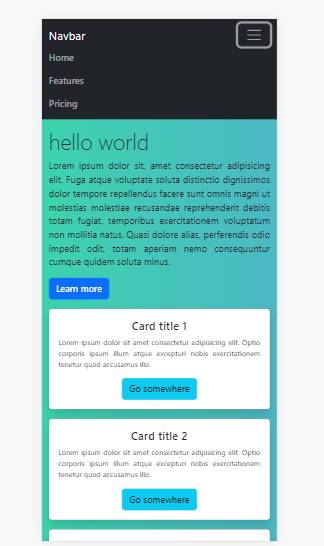 Navbar
Home
Features
Pricing
hello world
Lorem ipsum dolor sit, amet consectetur adipisicing
elit. Fuga atque voluptate soluta distinctio dignissimos
dolor tempore repellendus facere sunt omnis magni ut
molestias molestiae recusandae reprehenderit debitis
totam fugiat, temporibus exercitationem voluptatum
non mollitia natus. Quasi dolore alias, perferendis odio
impedit odit, totam aperiam nemo consequuntur
cumque quidem soluta minus.
Learn more
Card title 1
Lorem ipsum dolor sit amet consectetur adipisicing elit. Optio
corporis ipsum illum atque excepturi nobis exercitationem
tenetur quod accusamus illo.
Go somewhere
Card title 2
Lorem ipsum dolor sit amet consectetur adipisicing elit. Optio
corporis ipsum illum atque excepturi nobis exercitationem
tenetur quod accusamus illo.
Go somewhere